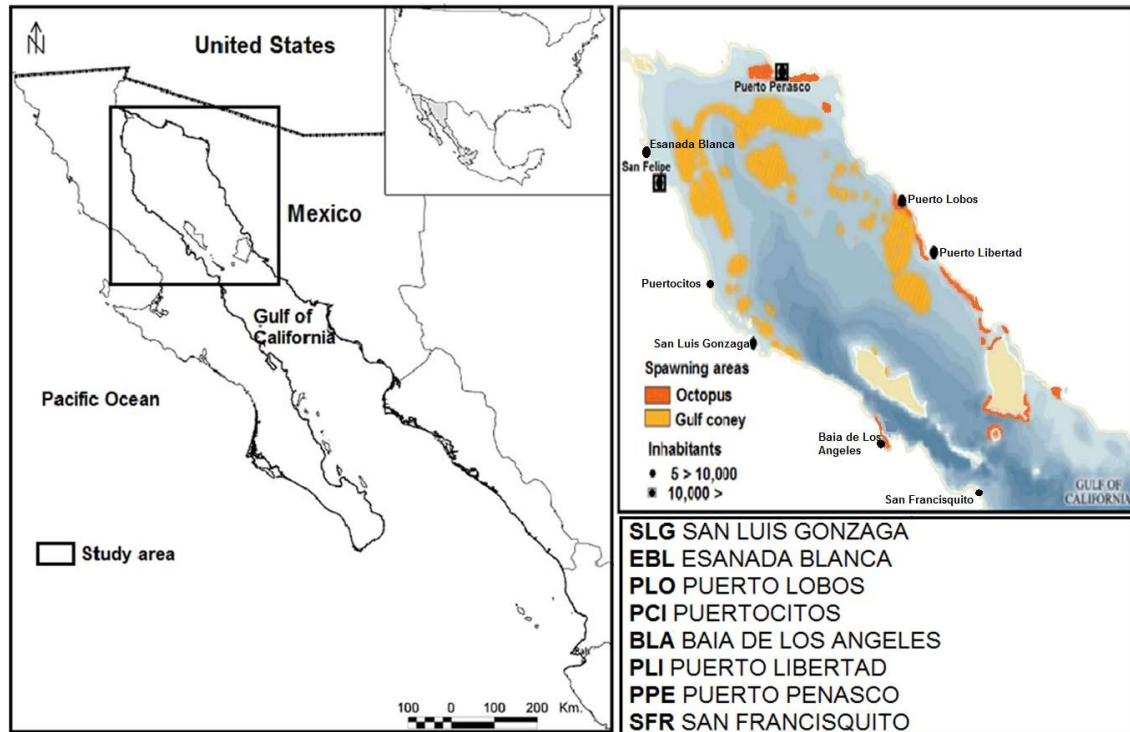 N
United States
Mexico
Gulf of
California
Pacific Ocean
Study area
100 0 100 200 Km.
Puerto Penasco
Esanada Blanca
San Felipe
Puerto Lobos
Puerto Libertad
Puertocitos
San Luis Gonzaga
Spawning areas
Octopus
Gulf coney
Inhabitants
5 > 10,000
10,000 >
Baia de Los
Angeles
San Francisquito
GULF OF
CALIFORNIA
SLG SAN LUIS GONZAGA
EBL ESANADA BLANCA
PLO PUERTO LOBOS
PCI PUERTOCITOS
BLA BAIA DE LOS ANGELES
PLI PUERTO LIBERTAD
PPE PUERTO PENASCO
SFR SAN FRANCISQUITO